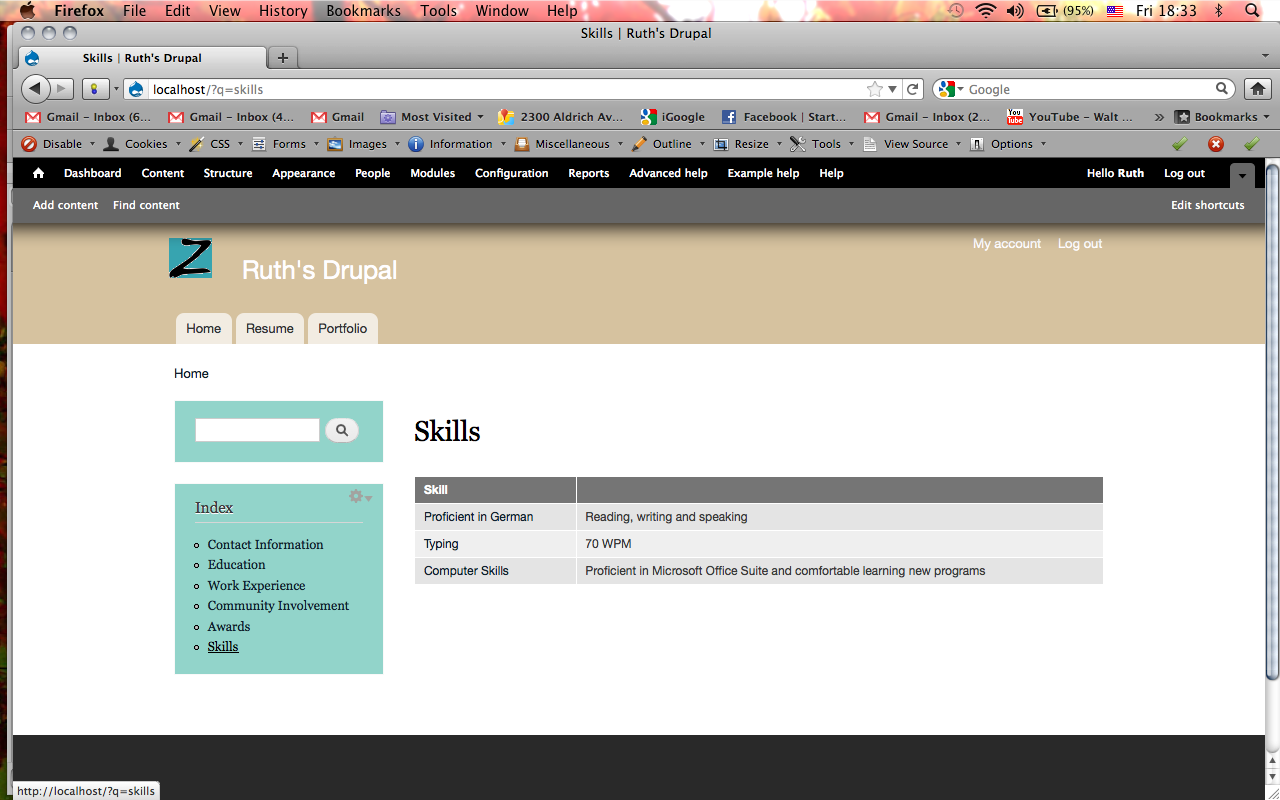 Firefox File Edit View History Bookmarks Tools Window Help (95%) Fri 18:33
Skills | Ruth's Drupal
Skills | Ruth's Drupal
localhost/?q=skills Google
Gmail – Inbox (6... Gmail – Inbox (4... Gmail Most Visited 2300 Aldrich Av... iGoogle Facebook | Start... Gmail – Inbox (2... YouTube – Walt ... » Bookmarks
Disable Cookies CSS Forms Images Information Miscellaneous Outline Resize Tools View Source Options
Dashboard Content Structure Appearance People Modules Configuration Reports Advanced help Example help Help Hello Ruth Log out
Add content Find content Edit shortcuts
My account Log out
Z Ruth's Drupal
Home Resume Portfolio
Home
Skills
Skill
Proficient in German Reading, writing and speaking
Typing 70 WPM
Computer Skills Proficient in Microsoft Office Suite and comfortable learning new programs
Index
Contact Information
Education
Work Experience
Community Involvement
Awards
Skills
http://localhost/?q=skills